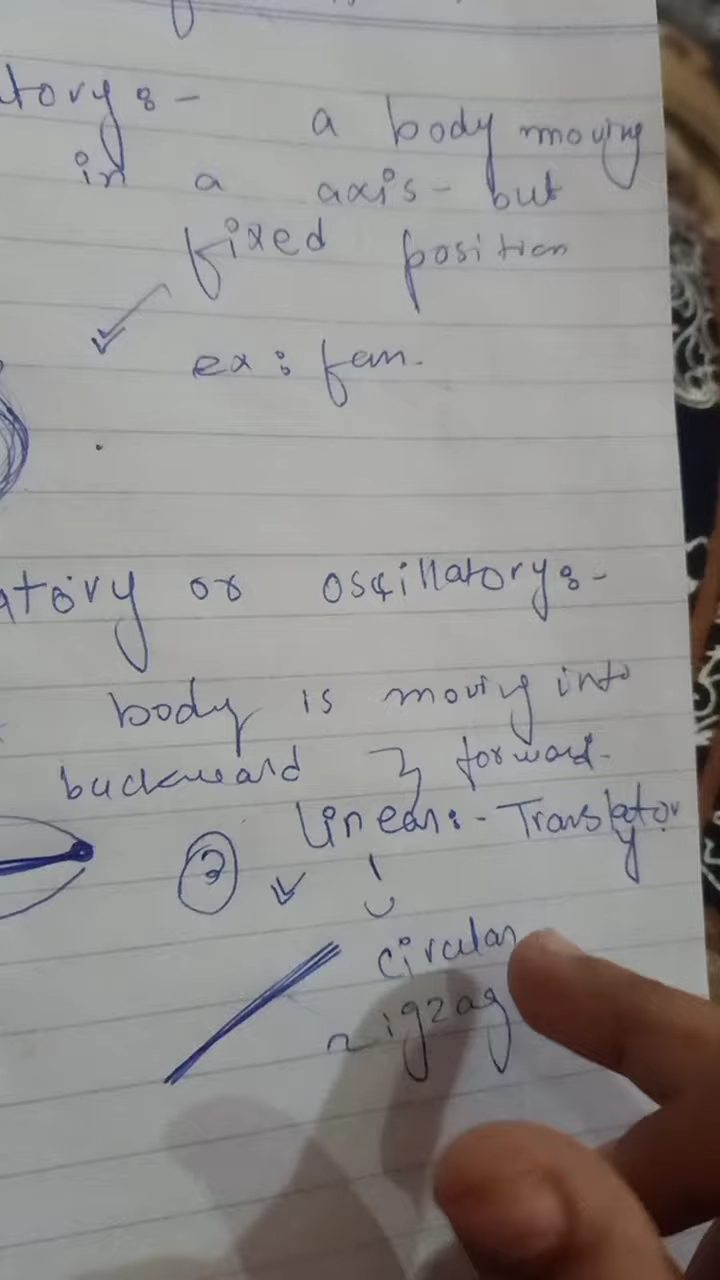 tory :-   a body moving
in a axis - but
fixed position
ex : fan.
atory or oscillatory :-
body is moving into
backward & forward.
② linear :- Translatory
circular
zigzag